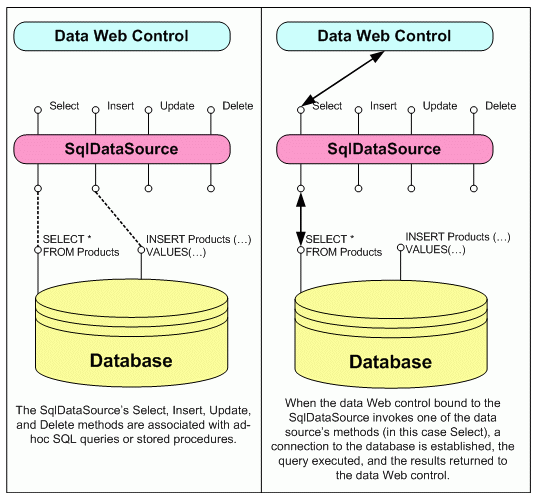 Data Web Control
Select Insert Update Delete
SqlDataSource
SELECT *
FROM Products
INSERT Products (…)
VALUES(…)
Database
The SqlDataSource's Select, Insert, Update,
and Delete methods are associated with ad-
hoc SQL queries or stored procedures.
Data Web Control
Select Insert Update Delete
SqlDataSource
SELECT *
FROM Products
INSERT Products (…)
VALUES(…)
Database
When the data Web control bound to the
SqlDataSource invokes one of the data
source's methods (in this case Select), a
connection to the database is established, the
query executed, and the results returned to
the data Web control.